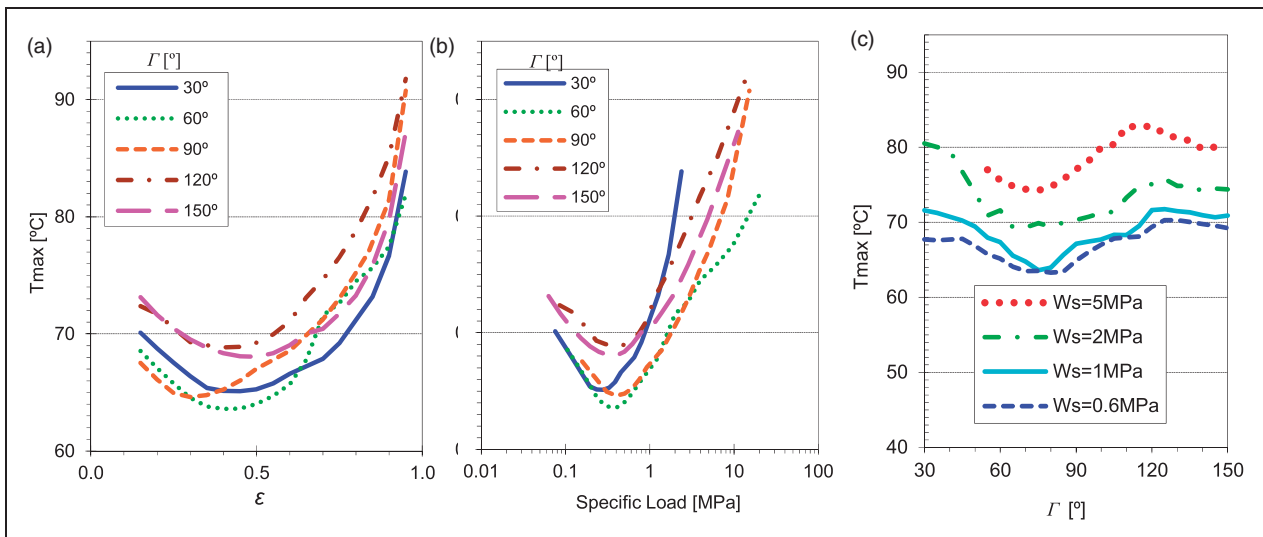 (a)
Γ [º]
30º
60º
90º
120º
150º
Tmax [ºC]
90
80
70
60
0.0
0.5
1.0
ε
(b)
Γ [º]
30º
60º
90º
120º
150º
0.01
0.1
1
10
100
Specific Load [MPa]
(c)
Tmax [ºC]
90
80
70
60
50
40
Ws=5MPa
Ws=2MPa
Ws=1MPa
Ws=0.6MPa
30
60
90
120
150
Γ [º]